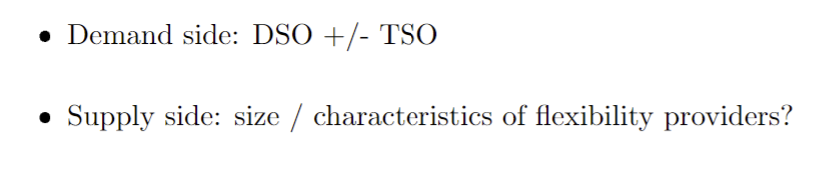 • Demand side: DSO +/- TSO
• Supply side: size / characteristics of flexibility providers?